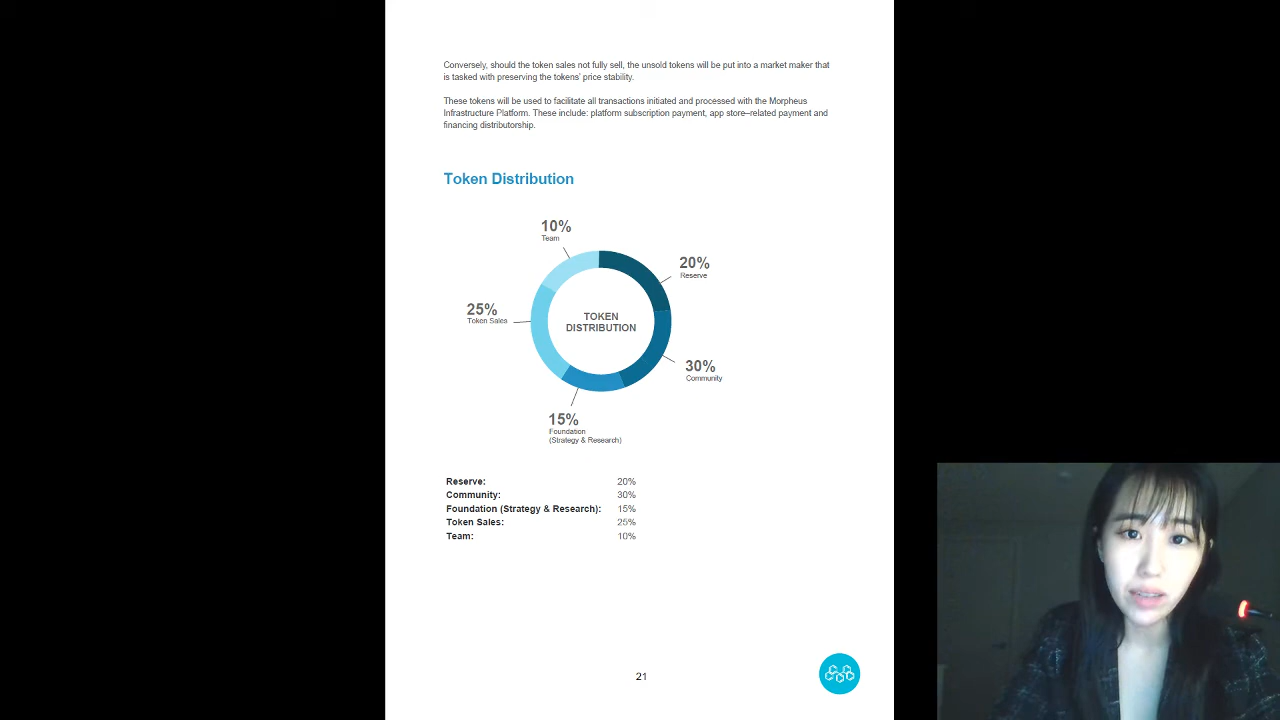 Conversely, should the token sales not fully sell, the unsold tokens will be put into a market maker that
is tasked with preserving the tokens' price stability.
These tokens will be used to facilitate all transactions initiated and processed with the Morpheus
Infrastructure Platform. These include: platform subscription payment, app store–related payment and
financing distributorship.
Token Distribution
10%
Team
20%
Reserve
25%
Token Sales
TOKEN
DISTRIBUTION
30%
Community
15%
Foundation
(Strategy & Research)
Reserve: 20%
Community: 30%
Foundation (Strategy & Research): 15%
Token Sales: 25%
Team: 10%
21